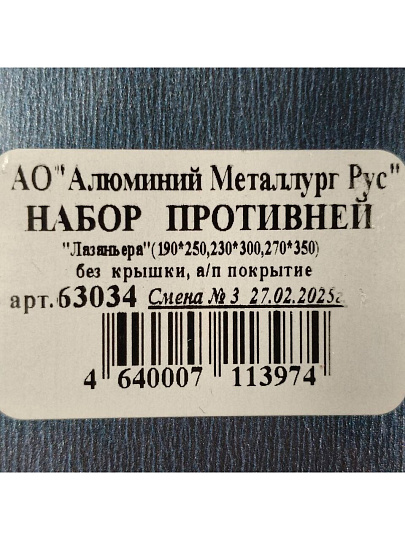 АО"Алюминий Металлург Рус"
НАБОР ПРОТИВНЕЙ
"Лазаньера"(190*250,230*300,270*350)
без крышки, а/п покрытие
арт.63034 Смена № 3 27.02.2025г
4 640007 113974